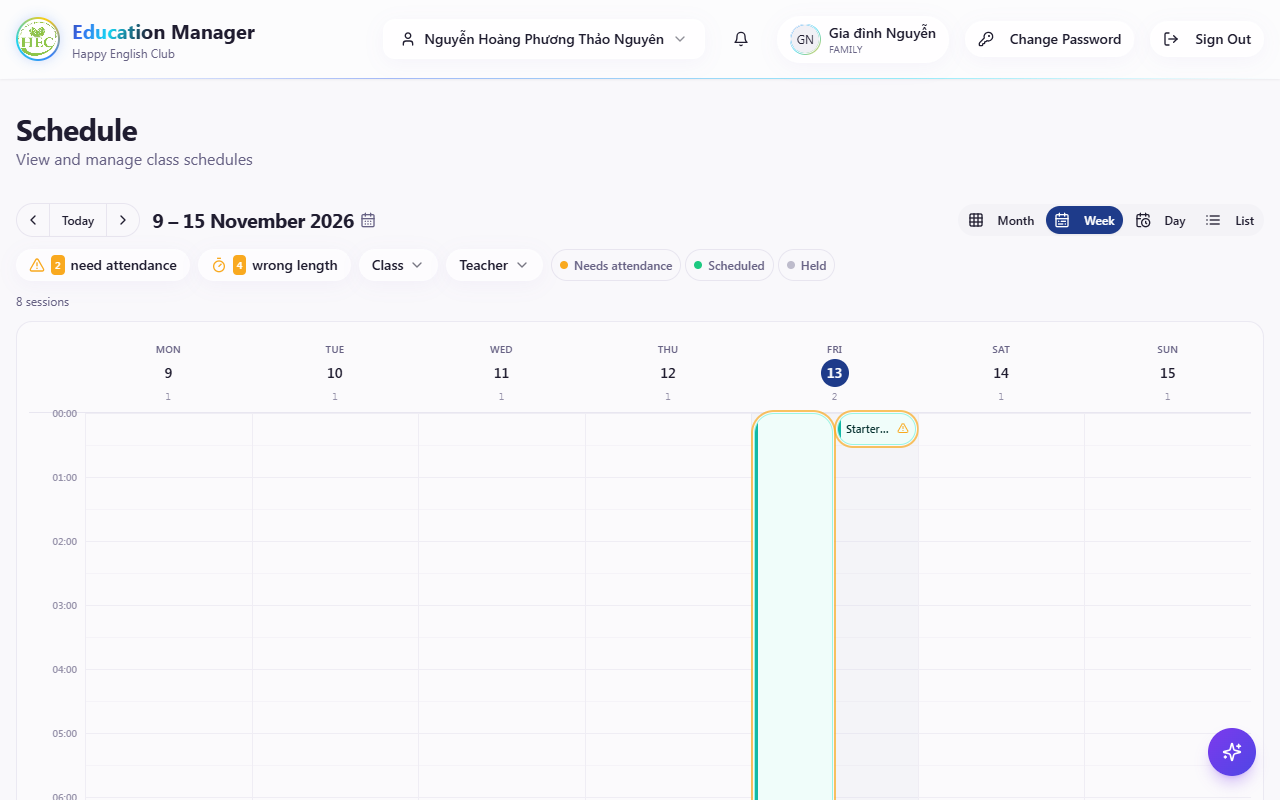 HEC
Education Manager
Happy English Club
Nguyễn Hoàng Phương Thảo Nguyên
GN
Gia đình Nguyễn
FAMILY
Change Password
Sign Out
Schedule
View and manage class schedules
Today
9 – 15 November 2026
Month
Week
Day
List
2 need attendance
4 wrong length
Class
Teacher
Needs attendance
Scheduled
Held
8 sessions
MON
TUE
WED
THU
FRI
SAT
SUN
9
10
11
12
13
14
15
1
1
1
1
2
1
1
00:00
Starter...
01:00
02:00
03:00
04:00
05:00
06:00